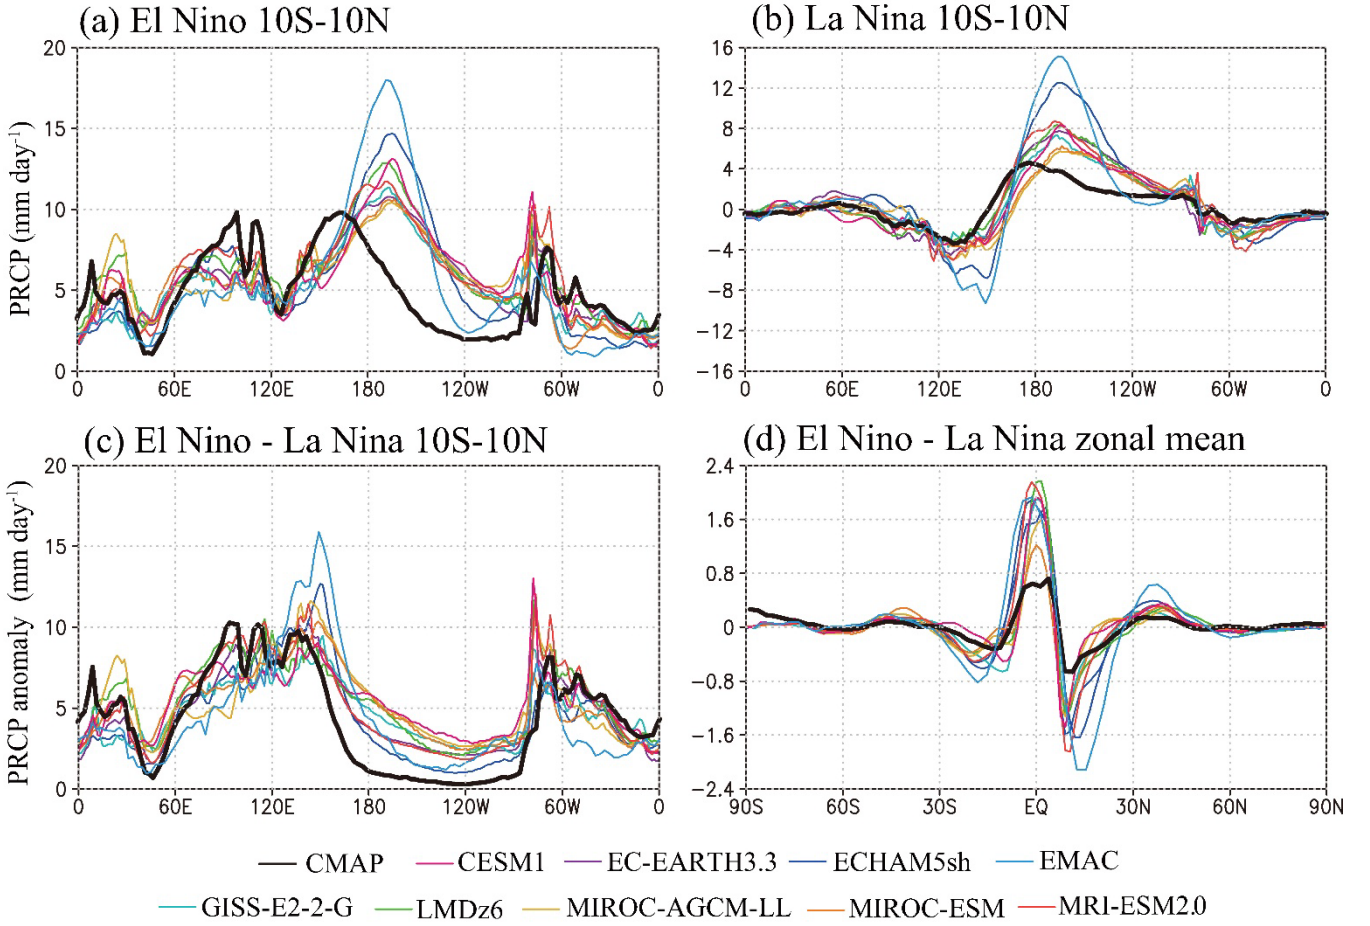 (a) El Nino 10S-10N
(b) La Nina 10S-10N
PRCP (mm day-1)
20
15
10
5
0
0 60E 120E 180 120W 60W 0
16
12
8
4
0
-4
-8
-12
-16
0 60E 120E 180 120W 60W 0
(c) El Nino - La Nina 10S-10N
(d) El Nino - La Nina zonal mean
PRCP anomaly (mm day-1)
20
15
10
5
0
0 60E 120E 180 120W 60W 0
2.4
1.6
0.8
0
-0.8
-1.6
-2.4
90S 60S 30S EQ 30N 60N 90N
CMAP CESM1 EC-EARTH3.3 ECHAM5sh EMAC
GISS-E2-2-G LMDz6 MIROC-AGCM-LL MIROC-ESM MRI-ESM2.0